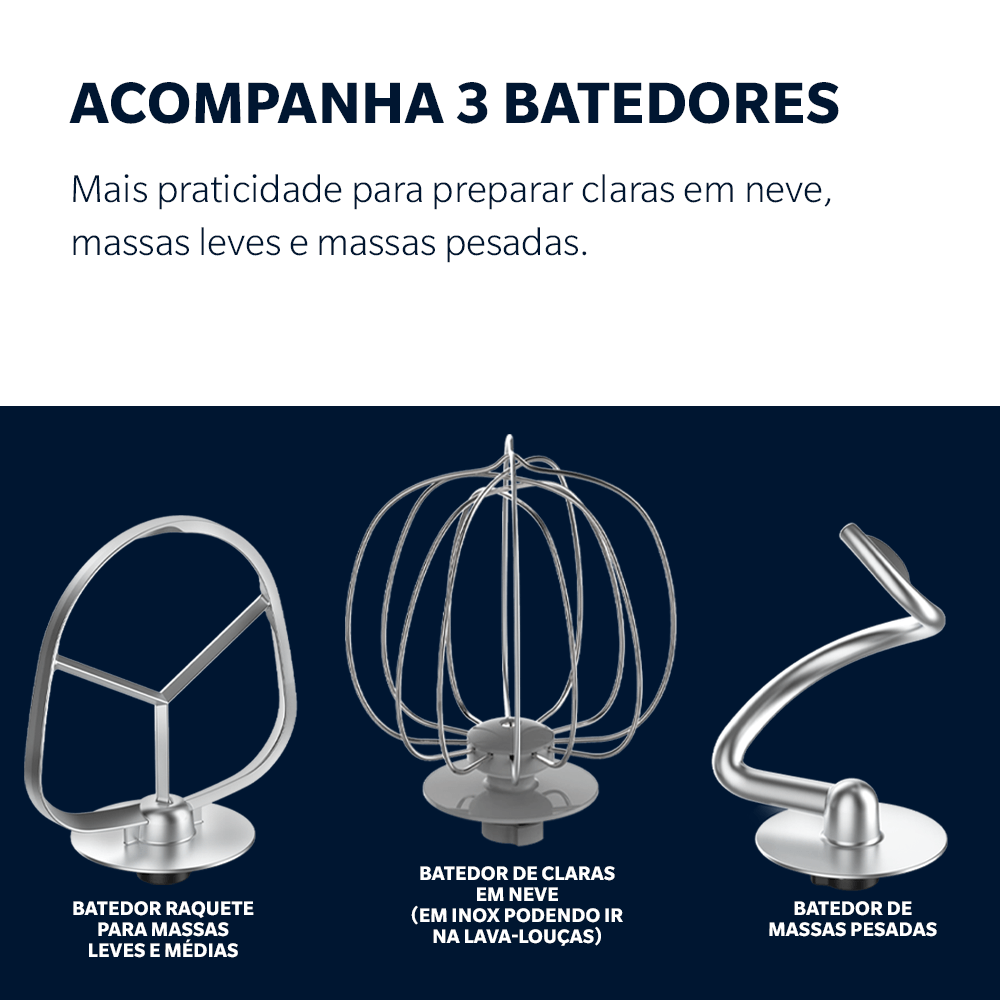 ACOMPANHA 3 BATEDORES
Mais praticidade para preparar claras em neve,
massas leves e massas pesadas.
BATEDOR RAQUETE
PARA MASSAS
LEVES E MÉDIAS
BATEDOR DE CLARAS
EM NEVE
(EM INOX PODENDO IR
NA LAVA-LOUÇAS)
BATEDOR DE
MASSAS PESADAS